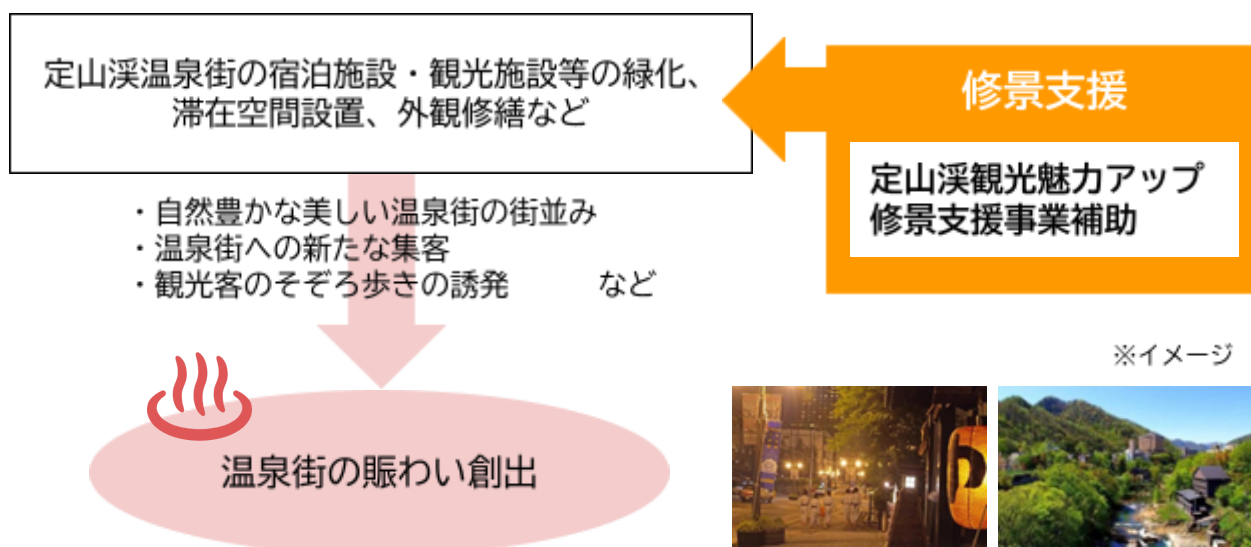 定山渓温泉街の宿泊施設・観光施設等の緑化、
滞在空間設置、外観修繕など
修景支援
定山渓観光魅力アップ
修景支援事業補助
・自然豊かな美しい温泉街の街並み
・温泉街への新たな集客
・観光客のそぞろ歩きの誘発　　　など
※イメージ
温泉街の賑わい創出